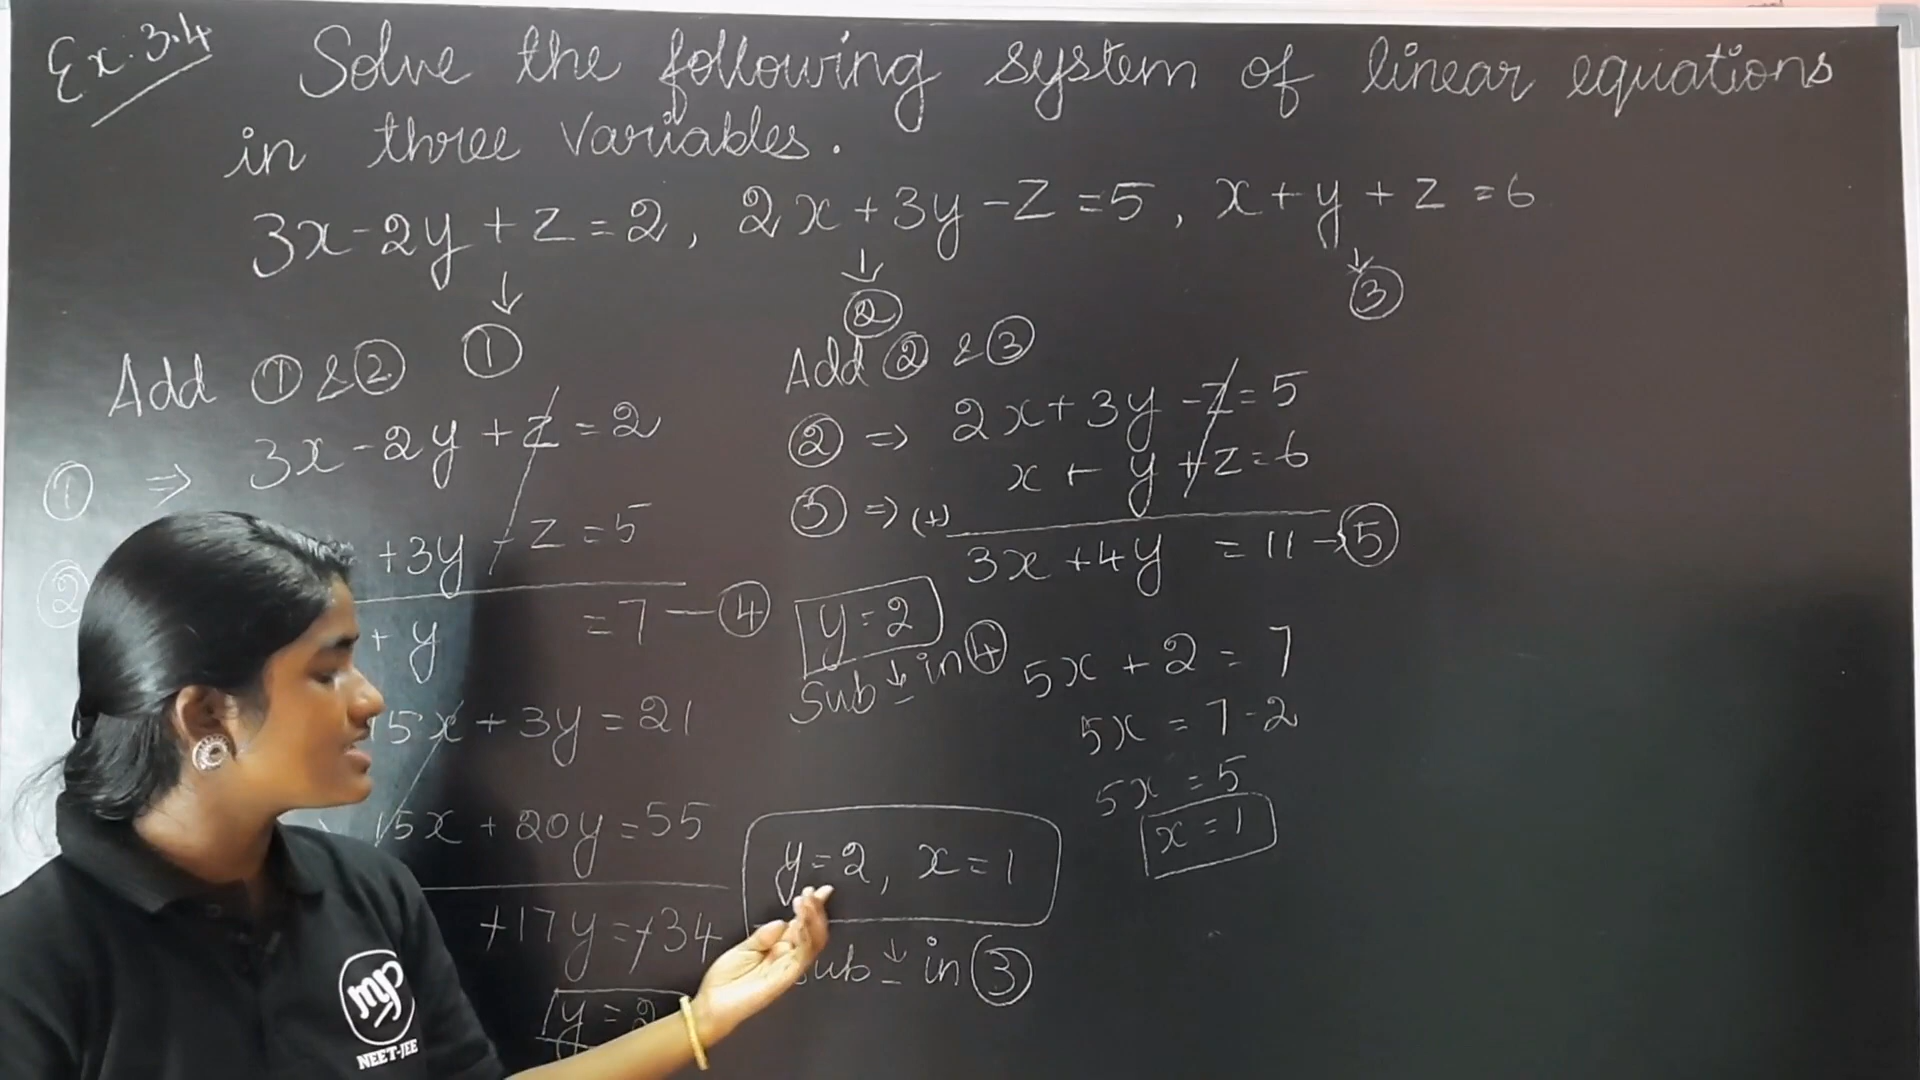 Ex: 3.4 Solve the following system of linear equations
in three variables.
3x-2y+z=2, 2x+3y-z=5, x+y+z=6
↓ ① ↓ ② ↓ ③
Add ① & ②
① ⇒ 3x-2y+z=2
② +3y-z=5
+y =7 — ④
15x+3y=21
15x+20y=55
+17y=+34
y=2
Add ② & ③
② ⇒ 2x+3y-z=5
③ ⇒ (+) x+y+z=6
3x+4y =11 → ⑤
y=2
Sub ↓ in ④
5x+2=7
5x=7-2
5x=5
x=1
y=2, x=1
Sub ↓ in ③
mp
NEET-JEE